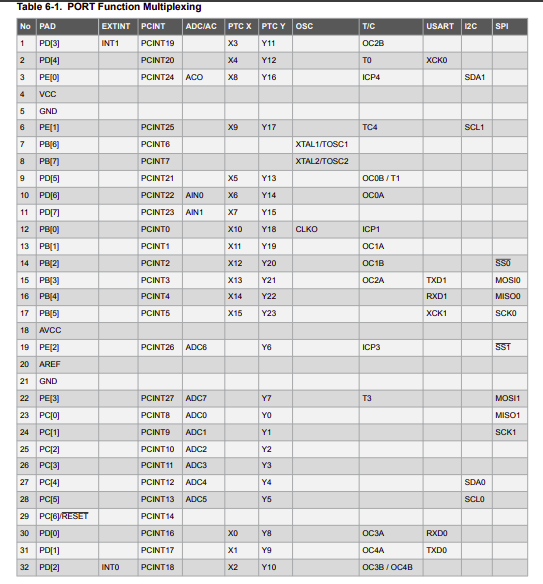 Table 6-1. PORT Function Multiplexing
No PAD EXTINT PCINT ADC/AC PTC X PTC Y OSC T/C USART I2C SPI
1 PD[3] INT1 PCINT19 X3 Y11 OC2B
2 PD[4] PCINT20 X4 Y12 T0 XCK0
3 PE[0] PCINT24 ACO X8 Y16 ICP4 SDA1
4 VCC
5 GND
6 PE[1] PCINT25 X9 Y17 TC4 SCL1
7 PB[6] PCINT6 XTAL1/TOSC1
8 PB[7] PCINT7 XTAL2/TOSC2
9 PD[5] PCINT21 X5 Y13 OC0B / T1
10 PD[6] PCINT22 AIN0 X6 Y14 OC0A
11 PD[7] PCINT23 AIN1 X7 Y15
12 PB[0] PCINT0 X10 Y18 CLKO ICP1
13 PB[1] PCINT1 X11 Y19 OC1A
14 PB[2] PCINT2 X12 Y20 OC1B SS0
15 PB[3] PCINT3 X13 Y21 OC2A TXD1 MOSI0
16 PB[4] PCINT4 X14 Y22 RXD1 MISO0
17 PB[5] PCINT5 X15 Y23 XCK1 SCK0
18 AVCC
19 PE[2] PCINT26 ADC6 Y6 ICP3 SS1
20 AREF
21 GND
22 PE[3] PCINT27 ADC7 Y7 T3 MOSI1
23 PC[0] PCINT8 ADC0 Y0 MISO1
24 PC[1] PCINT9 ADC1 Y1 SCK1
25 PC[2] PCINT10 ADC2 Y2
26 PC[3] PCINT11 ADC3 Y3
27 PC[4] PCINT12 ADC4 Y4 SDA0
28 PC[5] PCINT13 ADC5 Y5 SCL0
29 PC[6]/RESET PCINT14
30 PD[0] PCINT16 X0 Y8 OC3A RXD0
31 PD[1] PCINT17 X1 Y9 OC4A TXD0
32 PD[2] INT0 PCINT18 X2 Y10 OC3B / OC4B